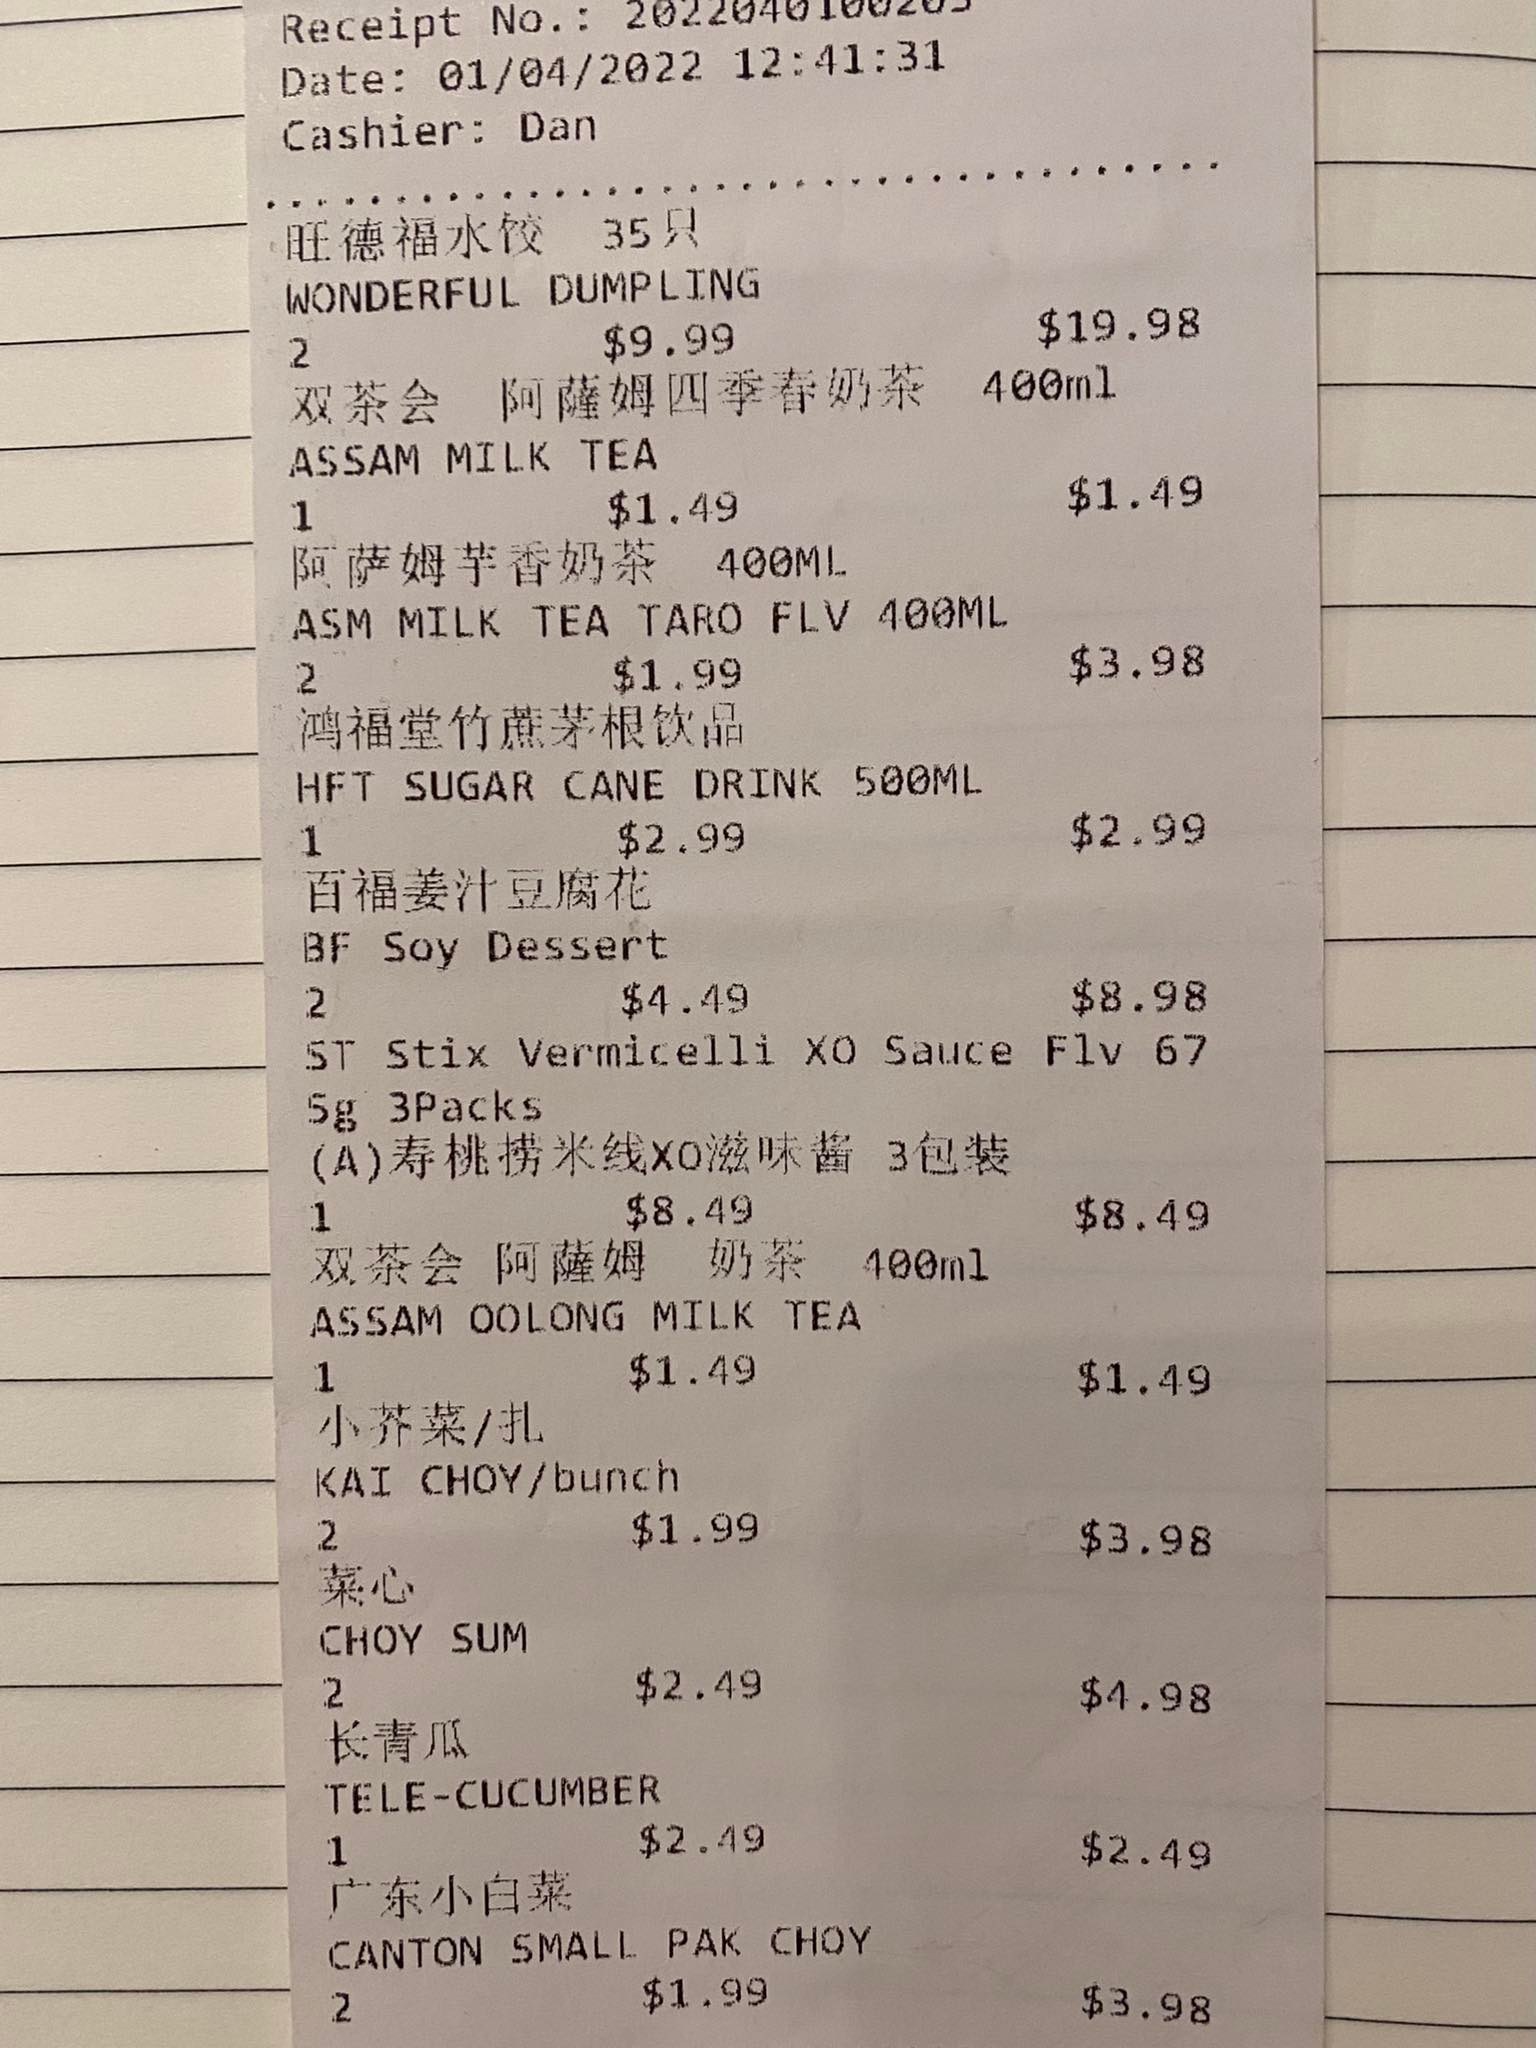 Receipt No.: 2022040100203
Date: 01/04/2022 12:41:31
Cashier: Dan
旺德福水饺 35只
WONDERFUL DUMPLING
2 $9.99 $19.98
双茶会 阿薩姆四季春奶茶 400ml
ASSAM MILK TEA
1 $1.49 $1.49
阿萨姆芋香奶茶 400ML
ASM MILK TEA TARO FLV 400ML
2 $1.99 $3.98
鸿福堂竹蔗茅根饮品
HFT SUGAR CANE DRINK 500ML
1 $2.99 $2.99
百福姜汁豆腐花
BF Soy Dessert
2 $4.49 $8.98
ST Stix Vermicelli XO Sauce Flv 67
5g 3Packs
(A)寿桃捞米线XO滋味酱 3包装
1 $8.49 $8.49
双茶会 阿薩姆 奶茶 400ml
ASSAM OOLONG MILK TEA
1 $1.49 $1.49
小芥菜/扎
KAI CHOY/bunch
2 $1.99 $3.98
菜心
CHOY SUM
2 $2.49 $4.98
长青瓜
TELE-CUCUMBER
1 $2.49 $2.49
广东小白菜
CANTON SMALL PAK CHOY
2 $1.99 $3.98